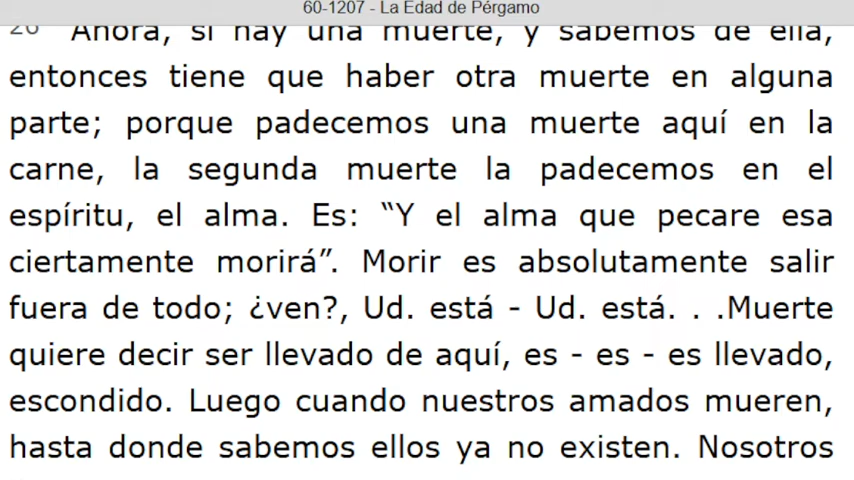 60-1207 - La Edad de Pérgamo
26 Ahora, si hay una muerte, y sabemos de ella,
entonces tiene que haber otra muerte en alguna
parte; porque padecemos una muerte aquí en la
carne, la segunda muerte la padecemos en el
espíritu, el alma. Es: “Y el alma que pecare esa
ciertamente morirá”. Morir es absolutamente salir
fuera de todo; ¿ven?, Ud. está - Ud. está. . .Muerte
quiere decir ser llevado de aquí, es - es - es llevado,
escondido. Luego cuando nuestros amados mueren,
hasta donde sabemos ellos ya no existen. Nosotros